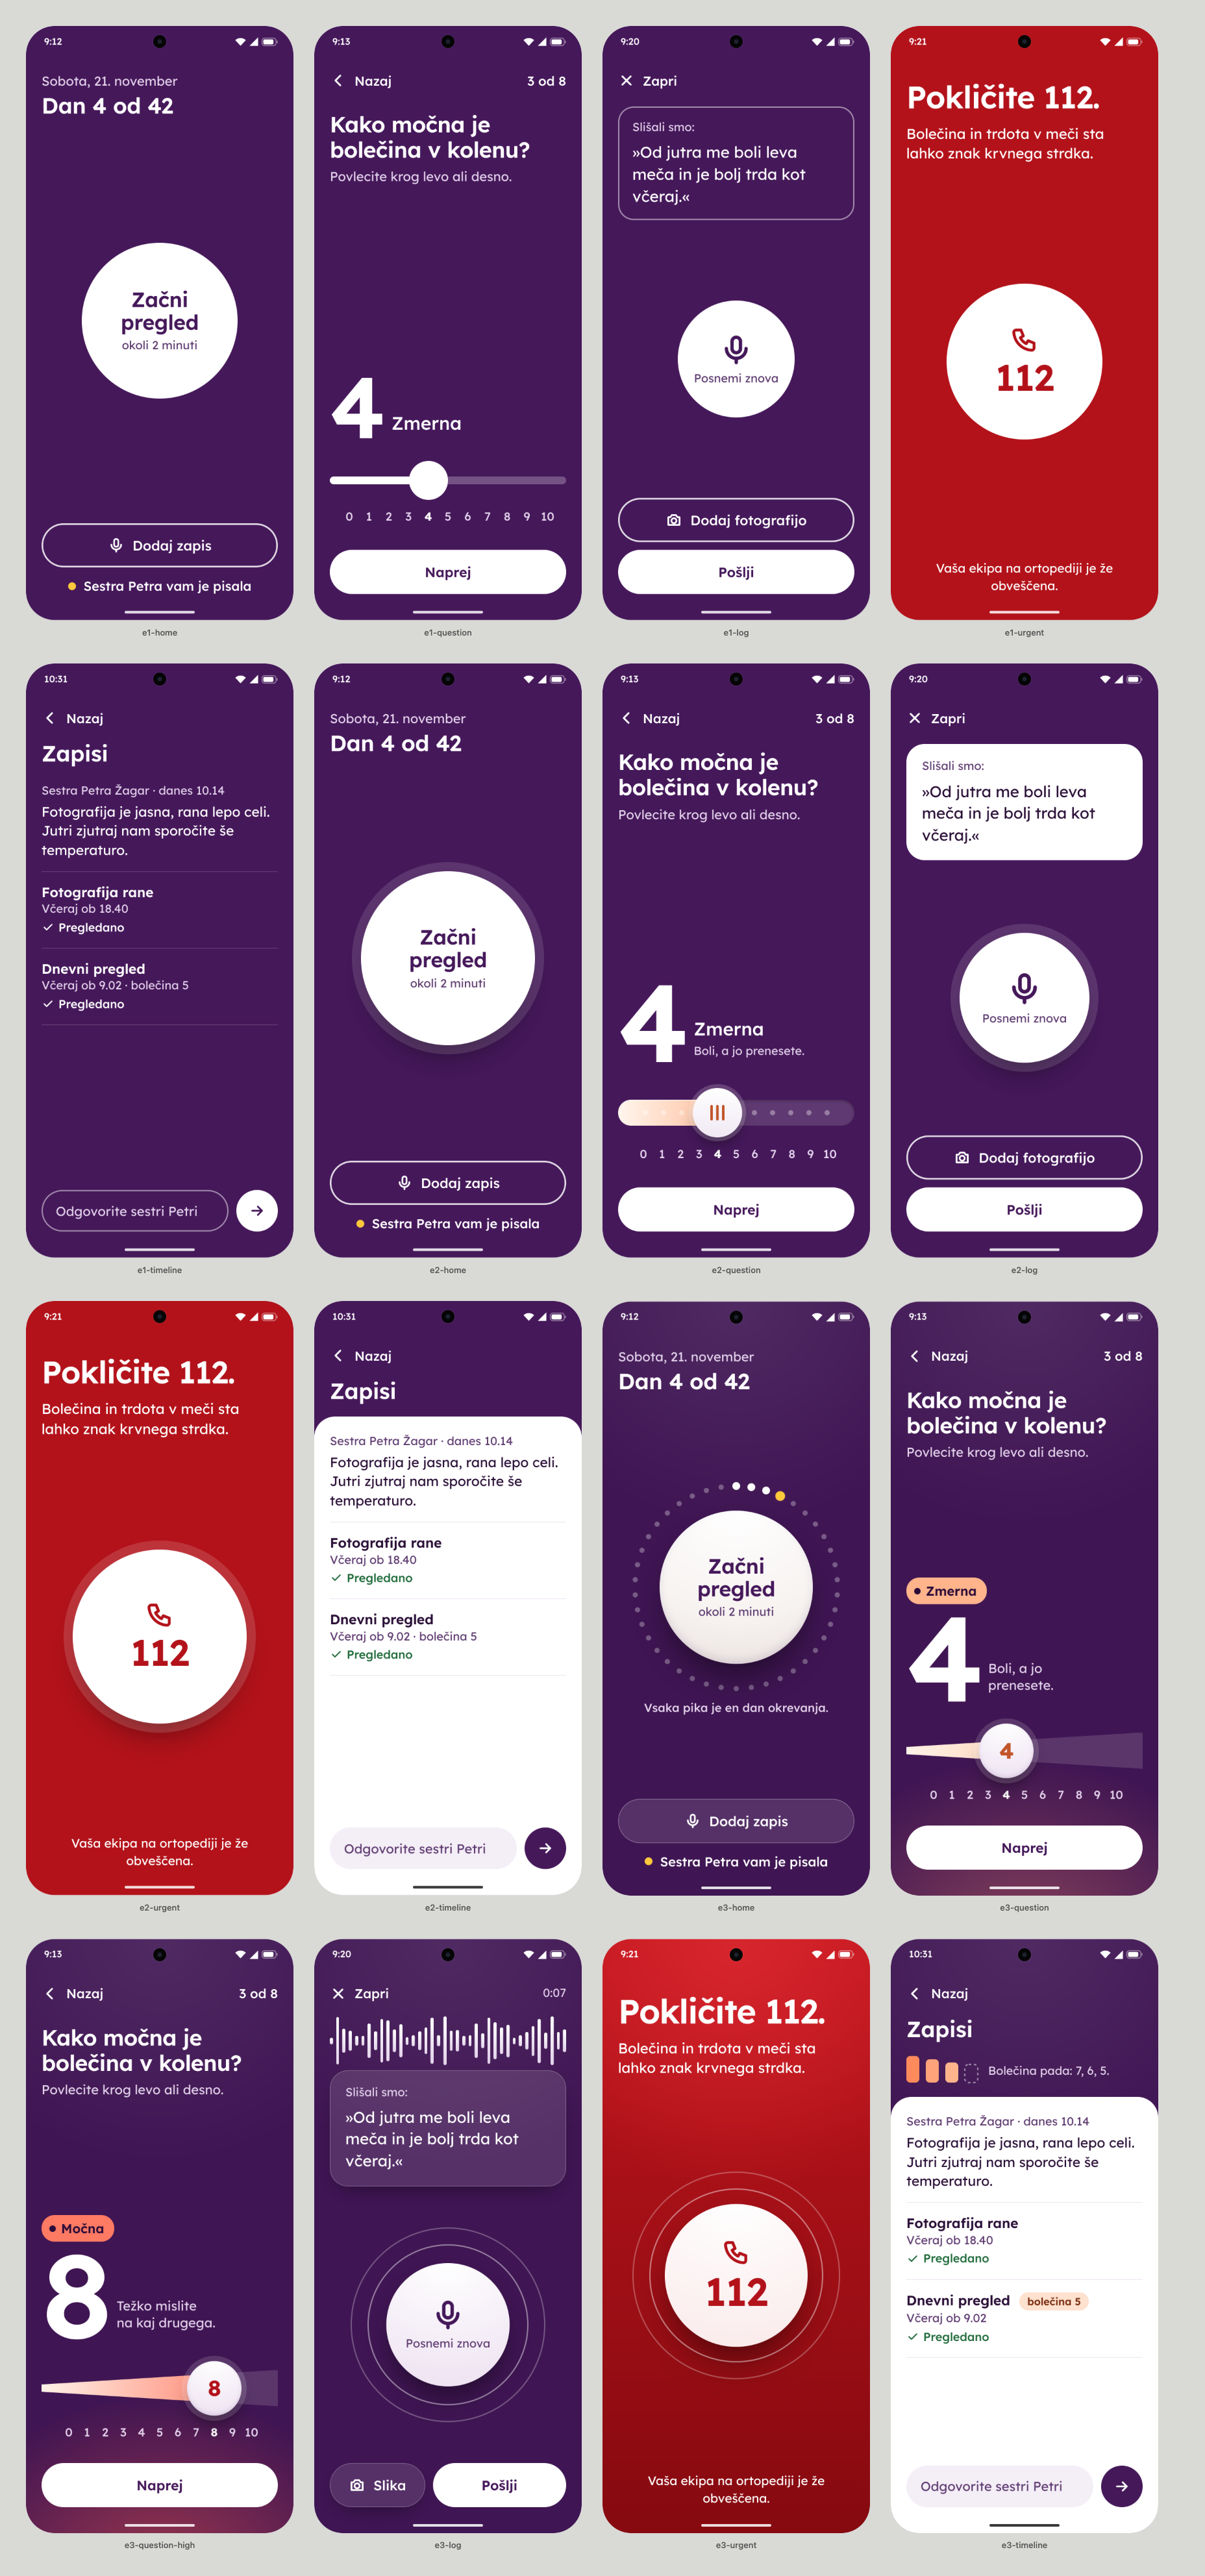 9:12
Sobota, 21. november
Dan 4 od 42
Začni
pregled
okoli 2 minuti
Dodaj zapis
Sestra Petra vam je pisala
e1-home
9:13
Nazaj
3 od 8
Kako močna je
bolečina v kolenu?
Povlecite krog levo ali desno.
4 Zmerna
0 1 2 3 4 5 6 7 8 9 10
Naprej
e1-question
9:20
Zapri
Slišali smo:
»Od jutra me boli leva
meča in je bolj trda kot
včeraj.«
Posnemi znova
Dodaj fotografijo
Pošlji
e1-log
9:21
Pokličite 112.
Bolečina in trdota v meči sta
lahko znak krvnega strdka.
112
Vaša ekipa na ortopediji je že
obveščena.
e1-urgent
10:31
Nazaj
Zapisi
Sestra Petra Žagar · danes 10.14
Fotografija je jasna, rana lepo celi.
Jutri zjutraj nam sporočite še
temperaturo.
Fotografija rane
Včeraj ob 18.40
Pregledano
Dnevni pregled
Včeraj ob 9.02 · bolečina 5
Pregledano
Odgovorite sestri Petri
e1-timeline
9:12
Sobota, 21. november
Dan 4 od 42
Začni
pregled
okoli 2 minuti
Dodaj zapis
Sestra Petra vam je pisala
e2-home
9:13
Nazaj
3 od 8
Kako močna je
bolečina v kolenu?
Povlecite krog levo ali desno.
4 Zmerna
Boli, a jo prenesete.
0 1 2 3 4 5 6 7 8 9 10
Naprej
e2-question
9:20
Zapri
Slišali smo:
»Od jutra me boli leva
meča in je bolj trda kot
včeraj.«
Posnemi znova
Dodaj fotografijo
Pošlji
e2-log
9:21
Pokličite 112.
Bolečina in trdota v meči sta
lahko znak krvnega strdka.
112
Vaša ekipa na ortopediji je že
obveščena.
e2-urgent
10:31
Nazaj
Zapisi
Sestra Petra Žagar · danes 10.14
Fotografija je jasna, rana lepo celi.
Jutri zjutraj nam sporočite še
temperaturo.
Fotografija rane
Včeraj ob 18.40
Pregledano
Dnevni pregled
Včeraj ob 9.02 · bolečina 5
Pregledano
Odgovorite sestri Petri
e2-timeline
9:12
Sobota, 21. november
Dan 4 od 42
Začni
pregled
okoli 2 minuti
Vsaka pika je en dan okrevanja.
Dodaj zapis
Sestra Petra vam je pisala
e3-home
9:13
Nazaj
3 od 8
Kako močna je
bolečina v kolenu?
Povlecite krog levo ali desno.
Zmerna
4
Boli, a jo
prenesete.
4
0 1 2 3 4 5 6 7 8 9 10
Naprej
e3-question
9:13
Nazaj
3 od 8
Kako močna je
bolečina v kolenu?
Povlecite krog levo ali desno.
Močna
8
Težko mislite
na kaj drugega.
8
0 1 2 3 4 5 6 7 8 9 10
Naprej
e3-question-high
9:20
Zapri
0:07
Slišali smo:
»Od jutra me boli leva
meča in je bolj trda kot
včeraj.«
Posnemi znova
Slika
Pošlji
e3-log
9:21
Pokličite 112.
Bolečina in trdota v meči sta
lahko znak krvnega strdka.
112
Vaša ekipa na ortopediji je že
obveščena.
e3-urgent
10:31
Nazaj
Zapisi
Bolečina pada: 7, 6, 5.
Sestra Petra Žagar · danes 10.14
Fotografija je jasna, rana lepo celi.
Jutri zjutraj nam sporočite še
temperaturo.
Fotografija rane
Včeraj ob 18.40
Pregledano
Dnevni pregled bolečina 5
Včeraj ob 9.02
Pregledano
Odgovorite sestri Petri
e3-timeline